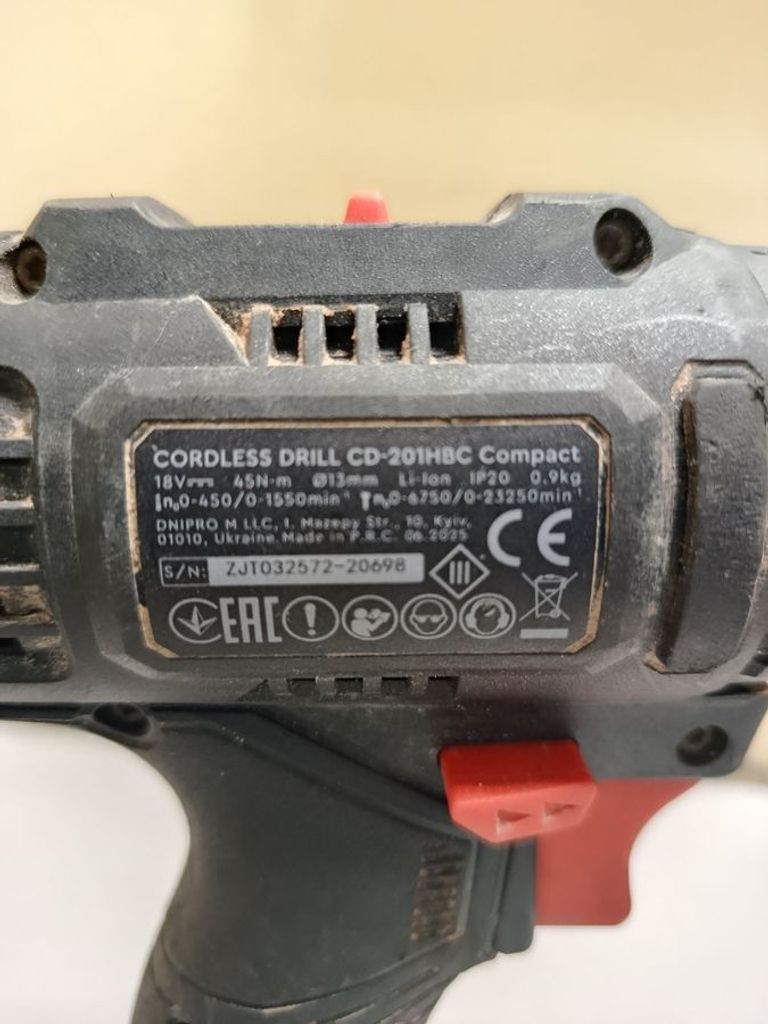 CORDLESS DRILL CD-201HBC Compact
18V⎓ 45N·m Ø13mm Li-Ion IP20 0.9kg
n₀0-450/0-1550min⁻¹ n₀0-6750/0-23250min⁻¹
DNIPRO M LLC, 1, Mazepy Str., 10, Kyiv,
01010, Ukraine. Made in P.R.C. 06.2025
CE
S/N: ZJT032572-20698
III
EAC